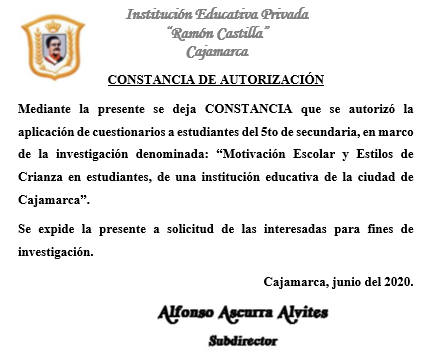 Institución Educativa Privada
“Ramón Castilla”
Cajamarca
CONSTANCIA DE AUTORIZACIÓN
Mediante la presente se deja CONSTANCIA que se autorizó la
aplicación de cuestionarios a estudiantes del 5to de secundaria, en marco
de la investigación denominada: “Motivación Escolar y Estilos de
Crianza en estudiantes, de una institución educativa de la ciudad de
Cajamarca”.
Se expide la presente a solicitud de las interesadas para fines de
investigación.
Cajamarca, junio del 2020.
Alfonso Ascurra Alvites
Subdirector